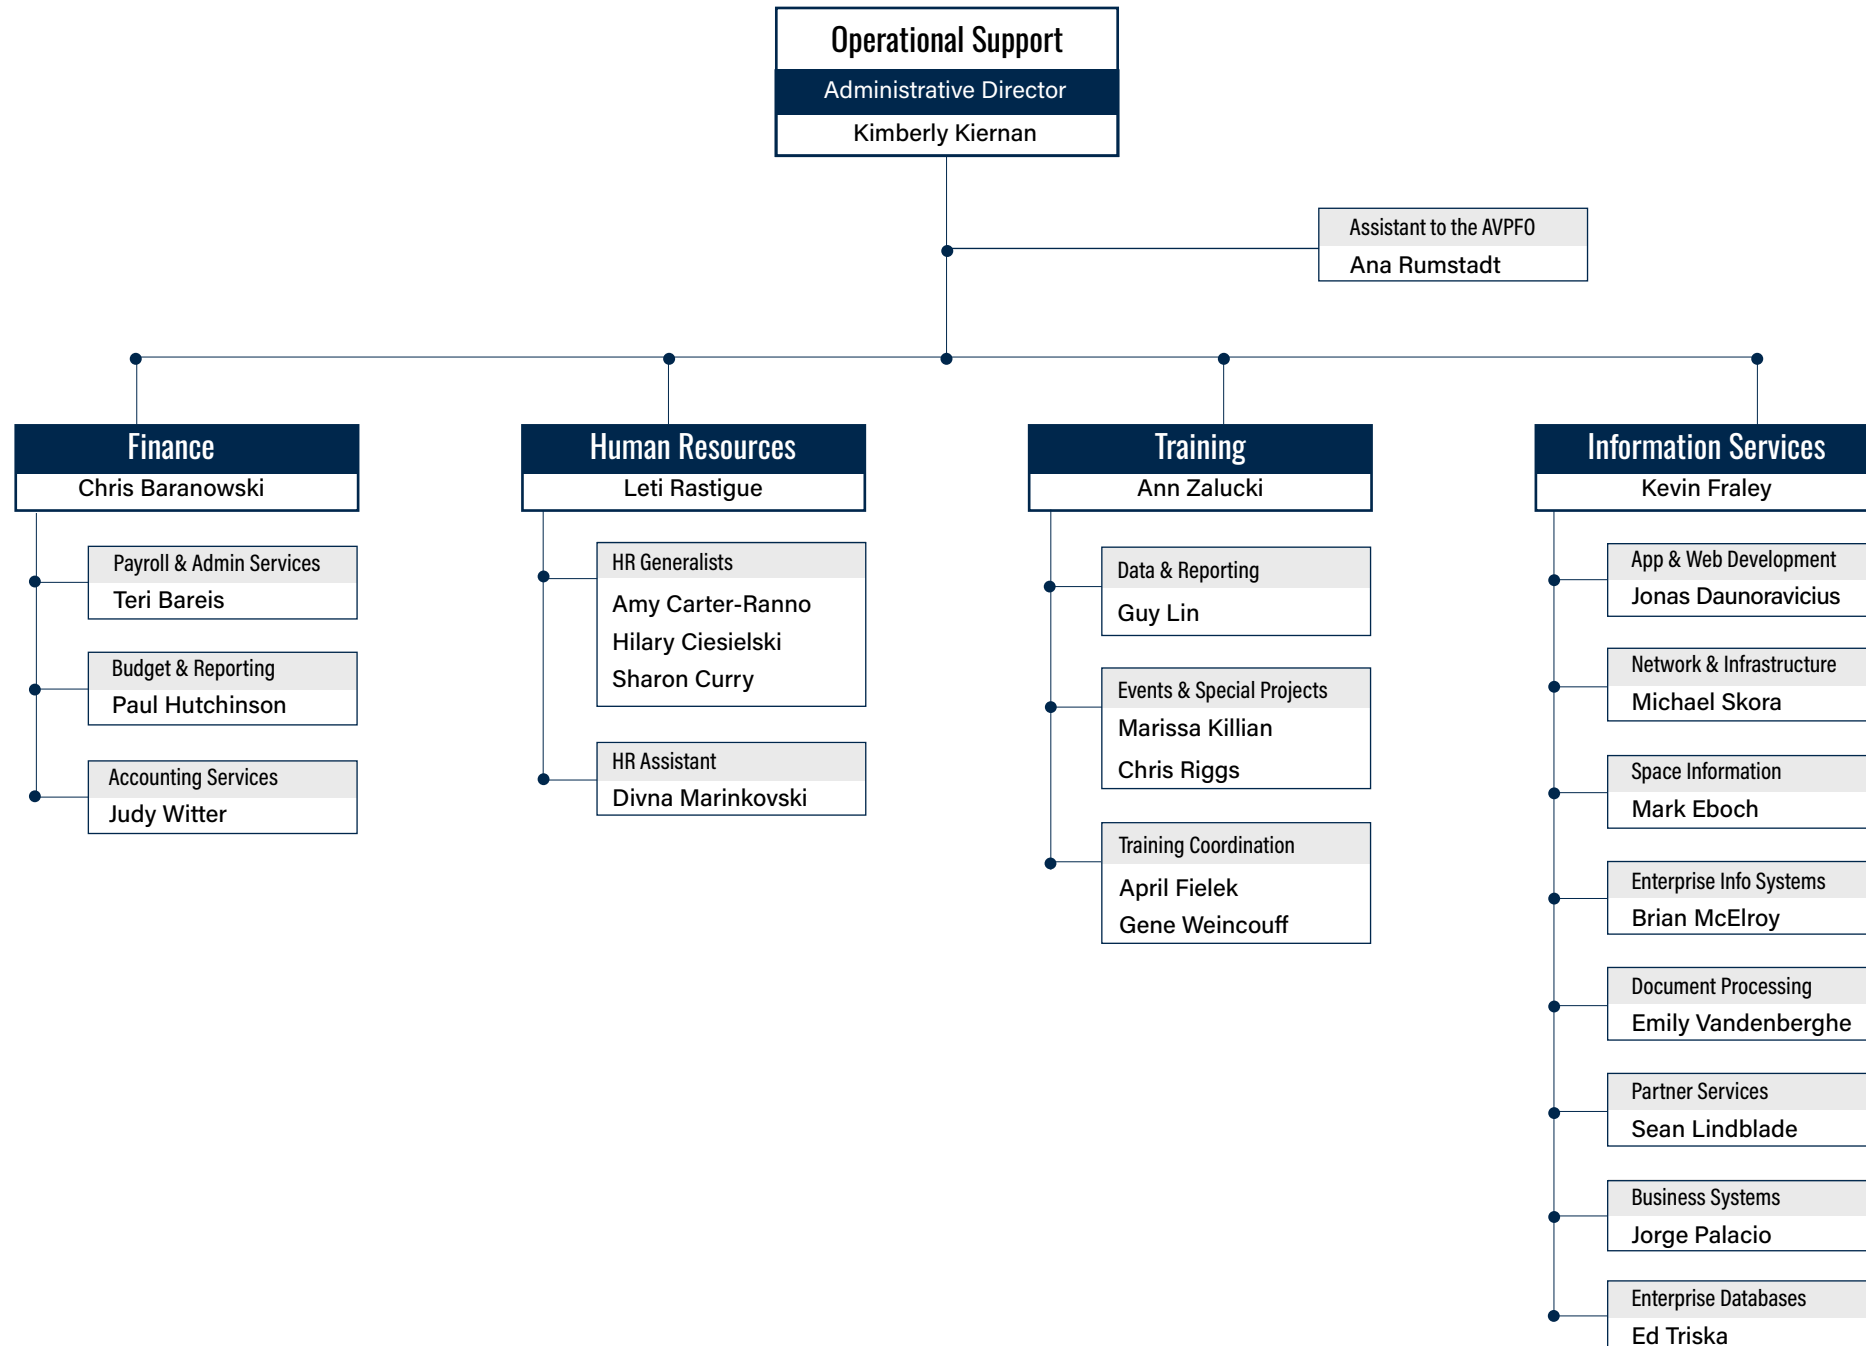 Operational Support
Administrative Director
Kimberly Kiernan
Assistant to the AVPFO
Ana Rumstadt
Finance
Chris Baranowski
Payroll & Admin Services
Teri Bareis
Budget & Reporting
Paul Hutchinson
Accounting Services
Judy Witter
Human Resources
Leti Rastigue
HR Generalists
Amy Carter-Ranno
Hilary Ciesielski
Sharon Curry
HR Assistant
Divna Marinkovski
Training
Ann Zalucki
Data & Reporting
Guy Lin
Events & Special Projects
Marissa Killian
Chris Riggs
Training Coordination
April Fielek
Gene Weincouff
Information Services
Kevin Fraley
App & Web Development
Jonas Daunoravicius
Network & Infrastructure
Michael Skora
Space Information
Mark Eboch
Enterprise Info Systems
Brian McElroy
Document Processing
Emily Vandenberghe
Partner Services
Sean Lindblade
Business Systems
Jorge Palacio
Enterprise Databases
Ed Triska